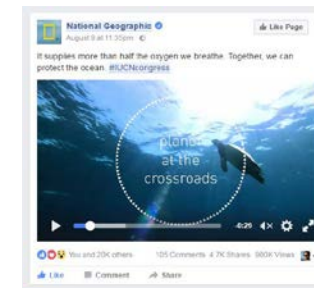 National Geographic
Like Page
August 9 at 11:35pm
It supplies more than half the oxygen we breathe. Together, we can
protect the ocean. #IUCNcongress
planet
at the
crossroads
-0:29
You and 20K others
105 Comments 4.7K Shares 980K Views
Like Comment Share